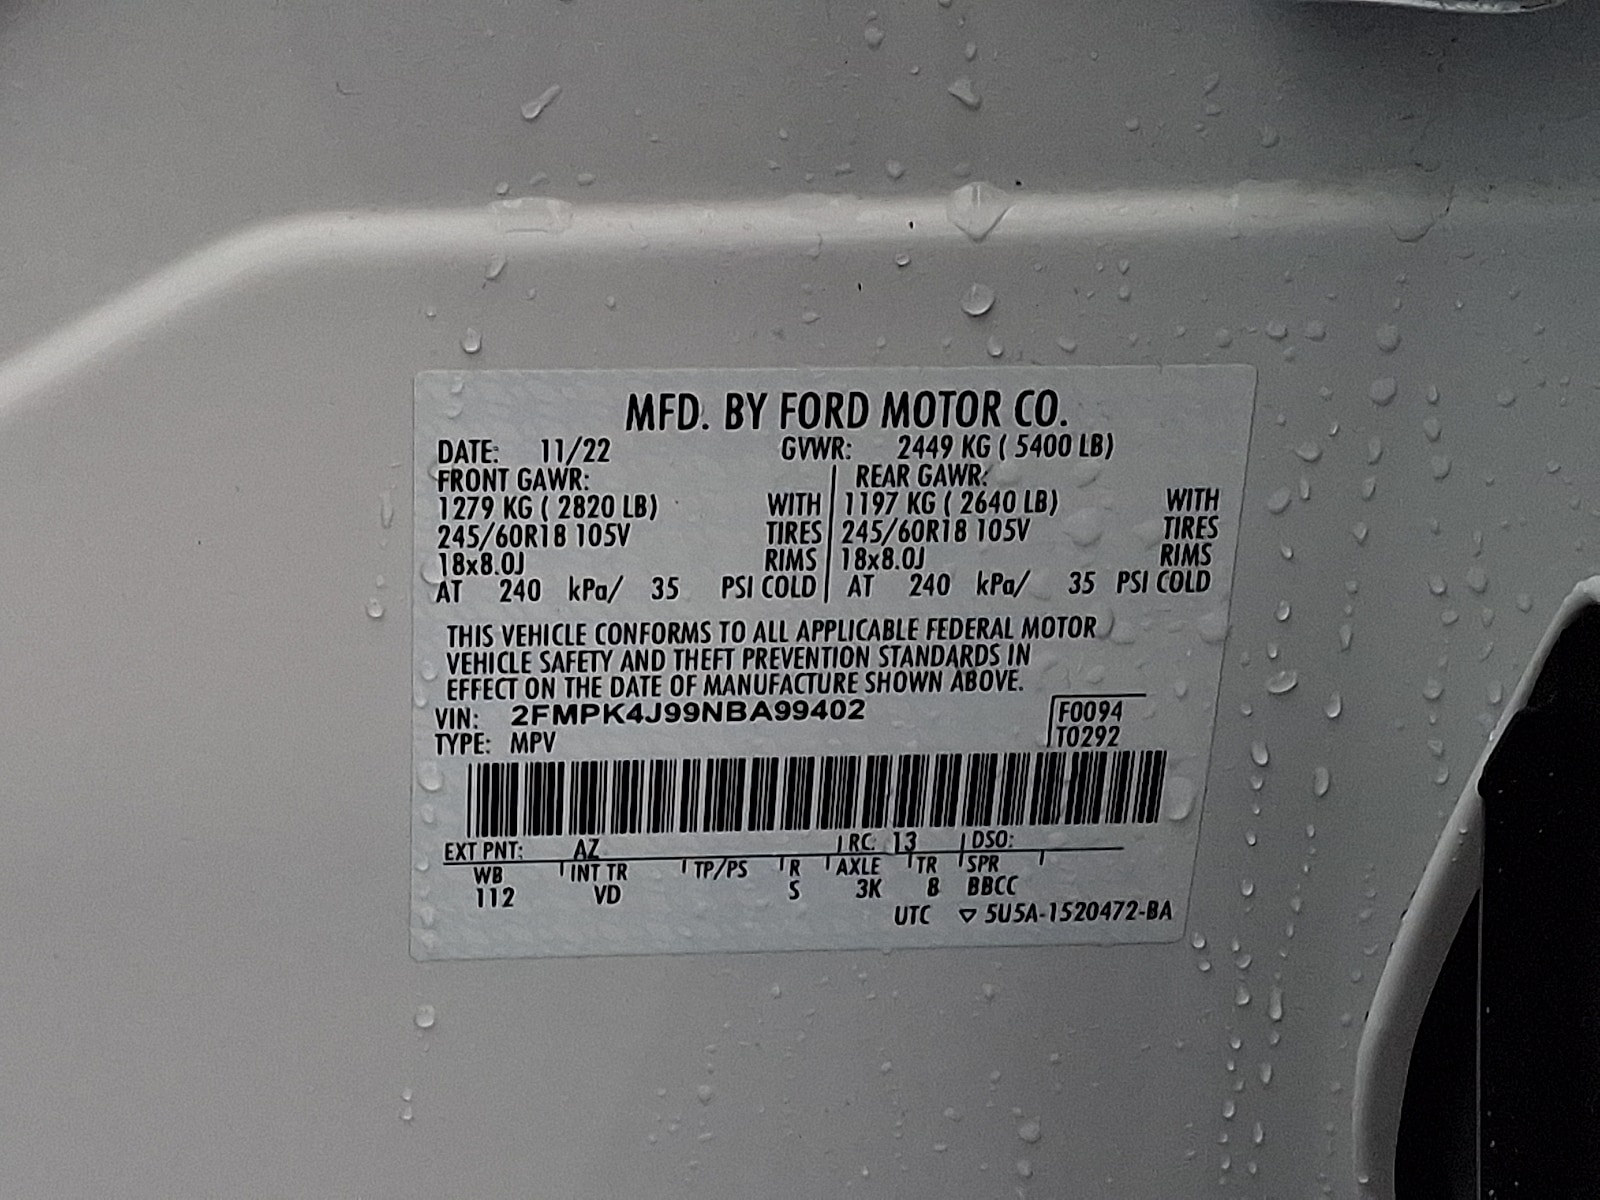 MFD. BY FORD MOTOR CO.
DATE: 11/22 GVWR: 2449 KG ( 5400 LB)
FRONT GAWR: REAR GAWR:
1279 KG ( 2820 LB) WITH 1197 KG ( 2640 LB) WITH
245/60R18 105V TIRES 245/60R18 105V TIRES
18x8.0J RIMS 18x8.0J RIMS
AT 240 kPa/ 35 PSI COLD AT 240 kPa/ 35 PSI COLD
THIS VEHICLE CONFORMS TO ALL APPLICABLE FEDERAL MOTOR
VEHICLE SAFETY AND THEFT PREVENTION STANDARDS IN
EFFECT ON THE DATE OF MANUFACTURE SHOWN ABOVE.
VIN: 2FMPK4J99NBA99402 F0094
TYPE: MPV T0292
EXT PNT: AZ RC: 13 DSO:
WB INT TR TP/PS R AXLE TR SPR
112 VD S 3K 8 BBCC
UTC ▽ 5U5A-1520472-BA